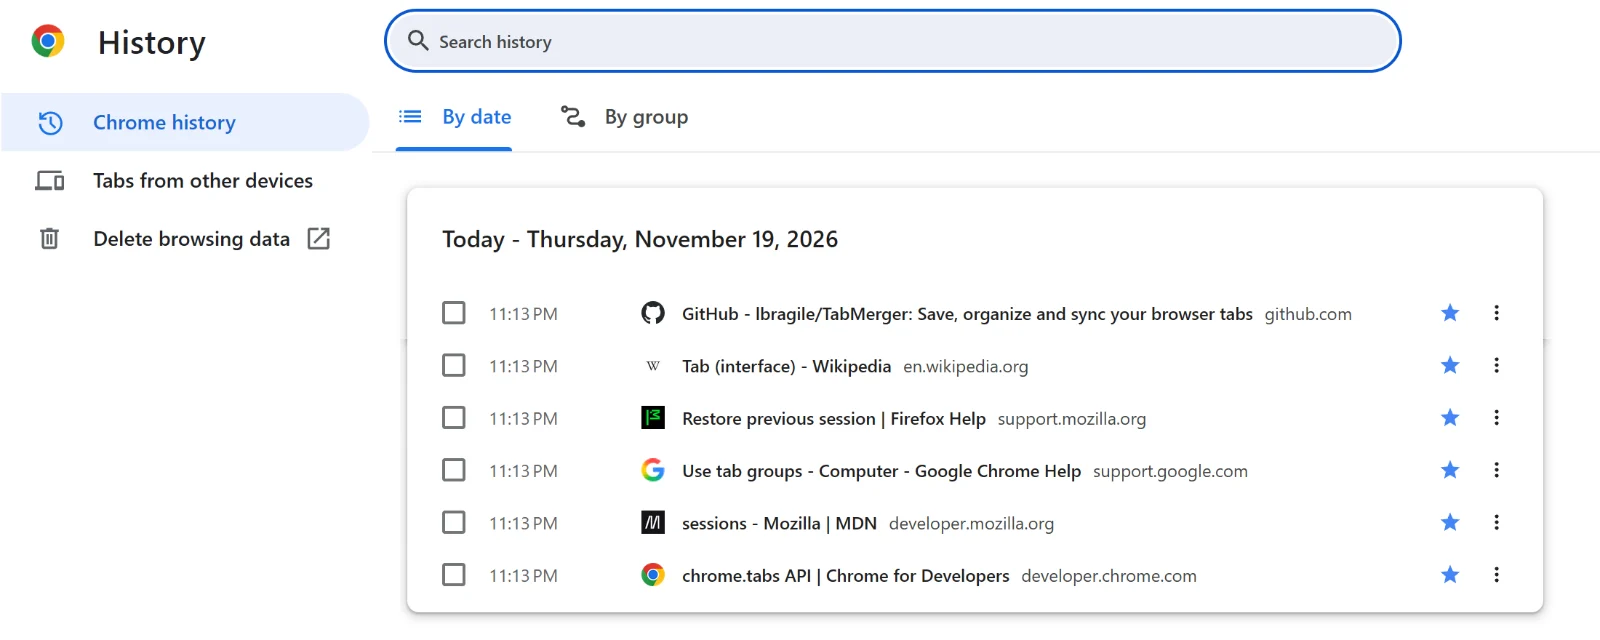 History
Search history
Chrome history
Tabs from other devices
Delete browsing data
By date
By group
Today - Thursday, November 19, 2026
11:13 PM GitHub - lbragile/TabMerger: Save, organize and sync your browser tabs github.com
11:13 PM W Tab (interface) - Wikipedia en.wikipedia.org
11:13 PM Restore previous session | Firefox Help support.mozilla.org
11:13 PM G Use tab groups - Computer - Google Chrome Help support.google.com
11:13 PM M sessions - Mozilla | MDN developer.mozilla.org
11:13 PM chrome.tabs API | Chrome for Developers developer.chrome.com